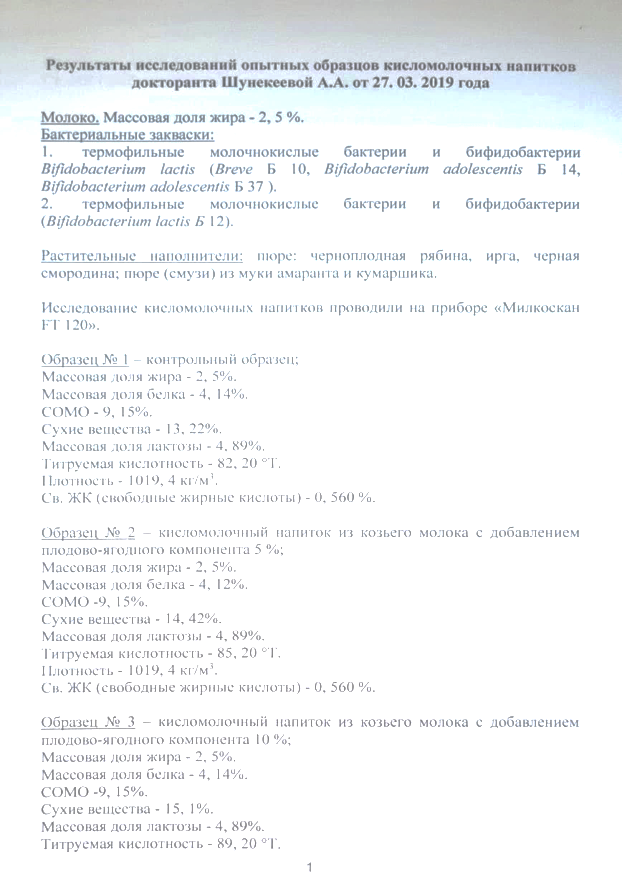 Результаты исследований опытных образцов кисломолочных напитков
докторанта Шунекеевой А.А. от 27. 03. 2019 года
Молоко. Массовая доля жира - 2, 5 %.
Бактериальные закваски:
1. термофильные молочнокислые бактерии и бифидобактерии
Bifidobacterium lactis (Breve Б 10, Bifidobacterium adolescentis Б 14,
Bifidobacterium adolescentis Б 37 ).
2. термофильные молочнокислые бактерии и бифидобактерии
(Bifidobacterium lactis Б 12).
Растительные наполнители: пюре: черноплодная рябина, ирга, черная
смородина; пюре (смузи) из муки амаранта и кумаршика.
Исследование кисломолочных напитков проводили на приборе «Милкоскан
FT 120».
Образец № 1 – контрольный образец;
Массовая доля жира - 2, 5%.
Массовая доля белка - 4, 14%.
СОМО - 9, 15%.
Сухие вещества - 13, 22%.
Массовая доля лактозы - 4, 89%.
Титруемая кислотность - 82, 20 °Т.
Плотность - 1019, 4 кг/м³.
Св. ЖК (свободные жирные кислоты) - 0, 560 %.
Образец № 2 – кисломолочный напиток из козьего молока с добавлением
плодово-ягодного компонента 5 %;
Массовая доля жира - 2, 5%.
Массовая доля белка - 4, 12%.
СОМО -9, 15%.
Сухие вещества - 14, 42%.
Массовая доля лактозы - 4, 89%.
Титруемая кислотность - 85, 20 °Т.
Плотность - 1019, 4 кг/м³.
Св. ЖК (свободные жирные кислоты) - 0, 560 %.
Образец № 3 – кисломолочный напиток из козьего молока с добавлением
плодово-ягодного компонента 10 %;
Массовая доля жира - 2, 5%.
Массовая доля белка - 4, 14%.
СОМО -9, 15%.
Сухие вещества - 15, 1%.
Массовая доля лактозы - 4, 89%.
Титруемая кислотность - 89, 20 °Т.
1